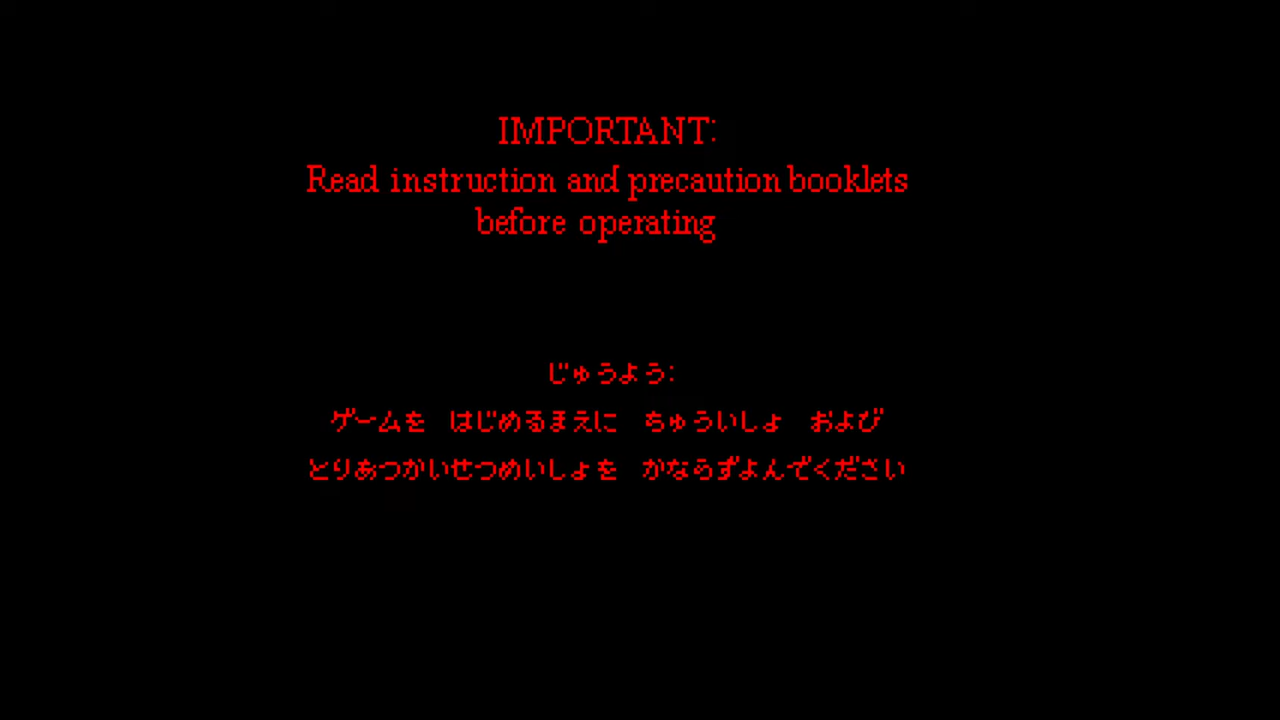 IMPORTANT:
Read instruction and precaution booklets
before operating
じゅうよう:
ゲームを はじめるまえに ちゅういしょ および
とりあつかいせつめいしょを かならずよんでください